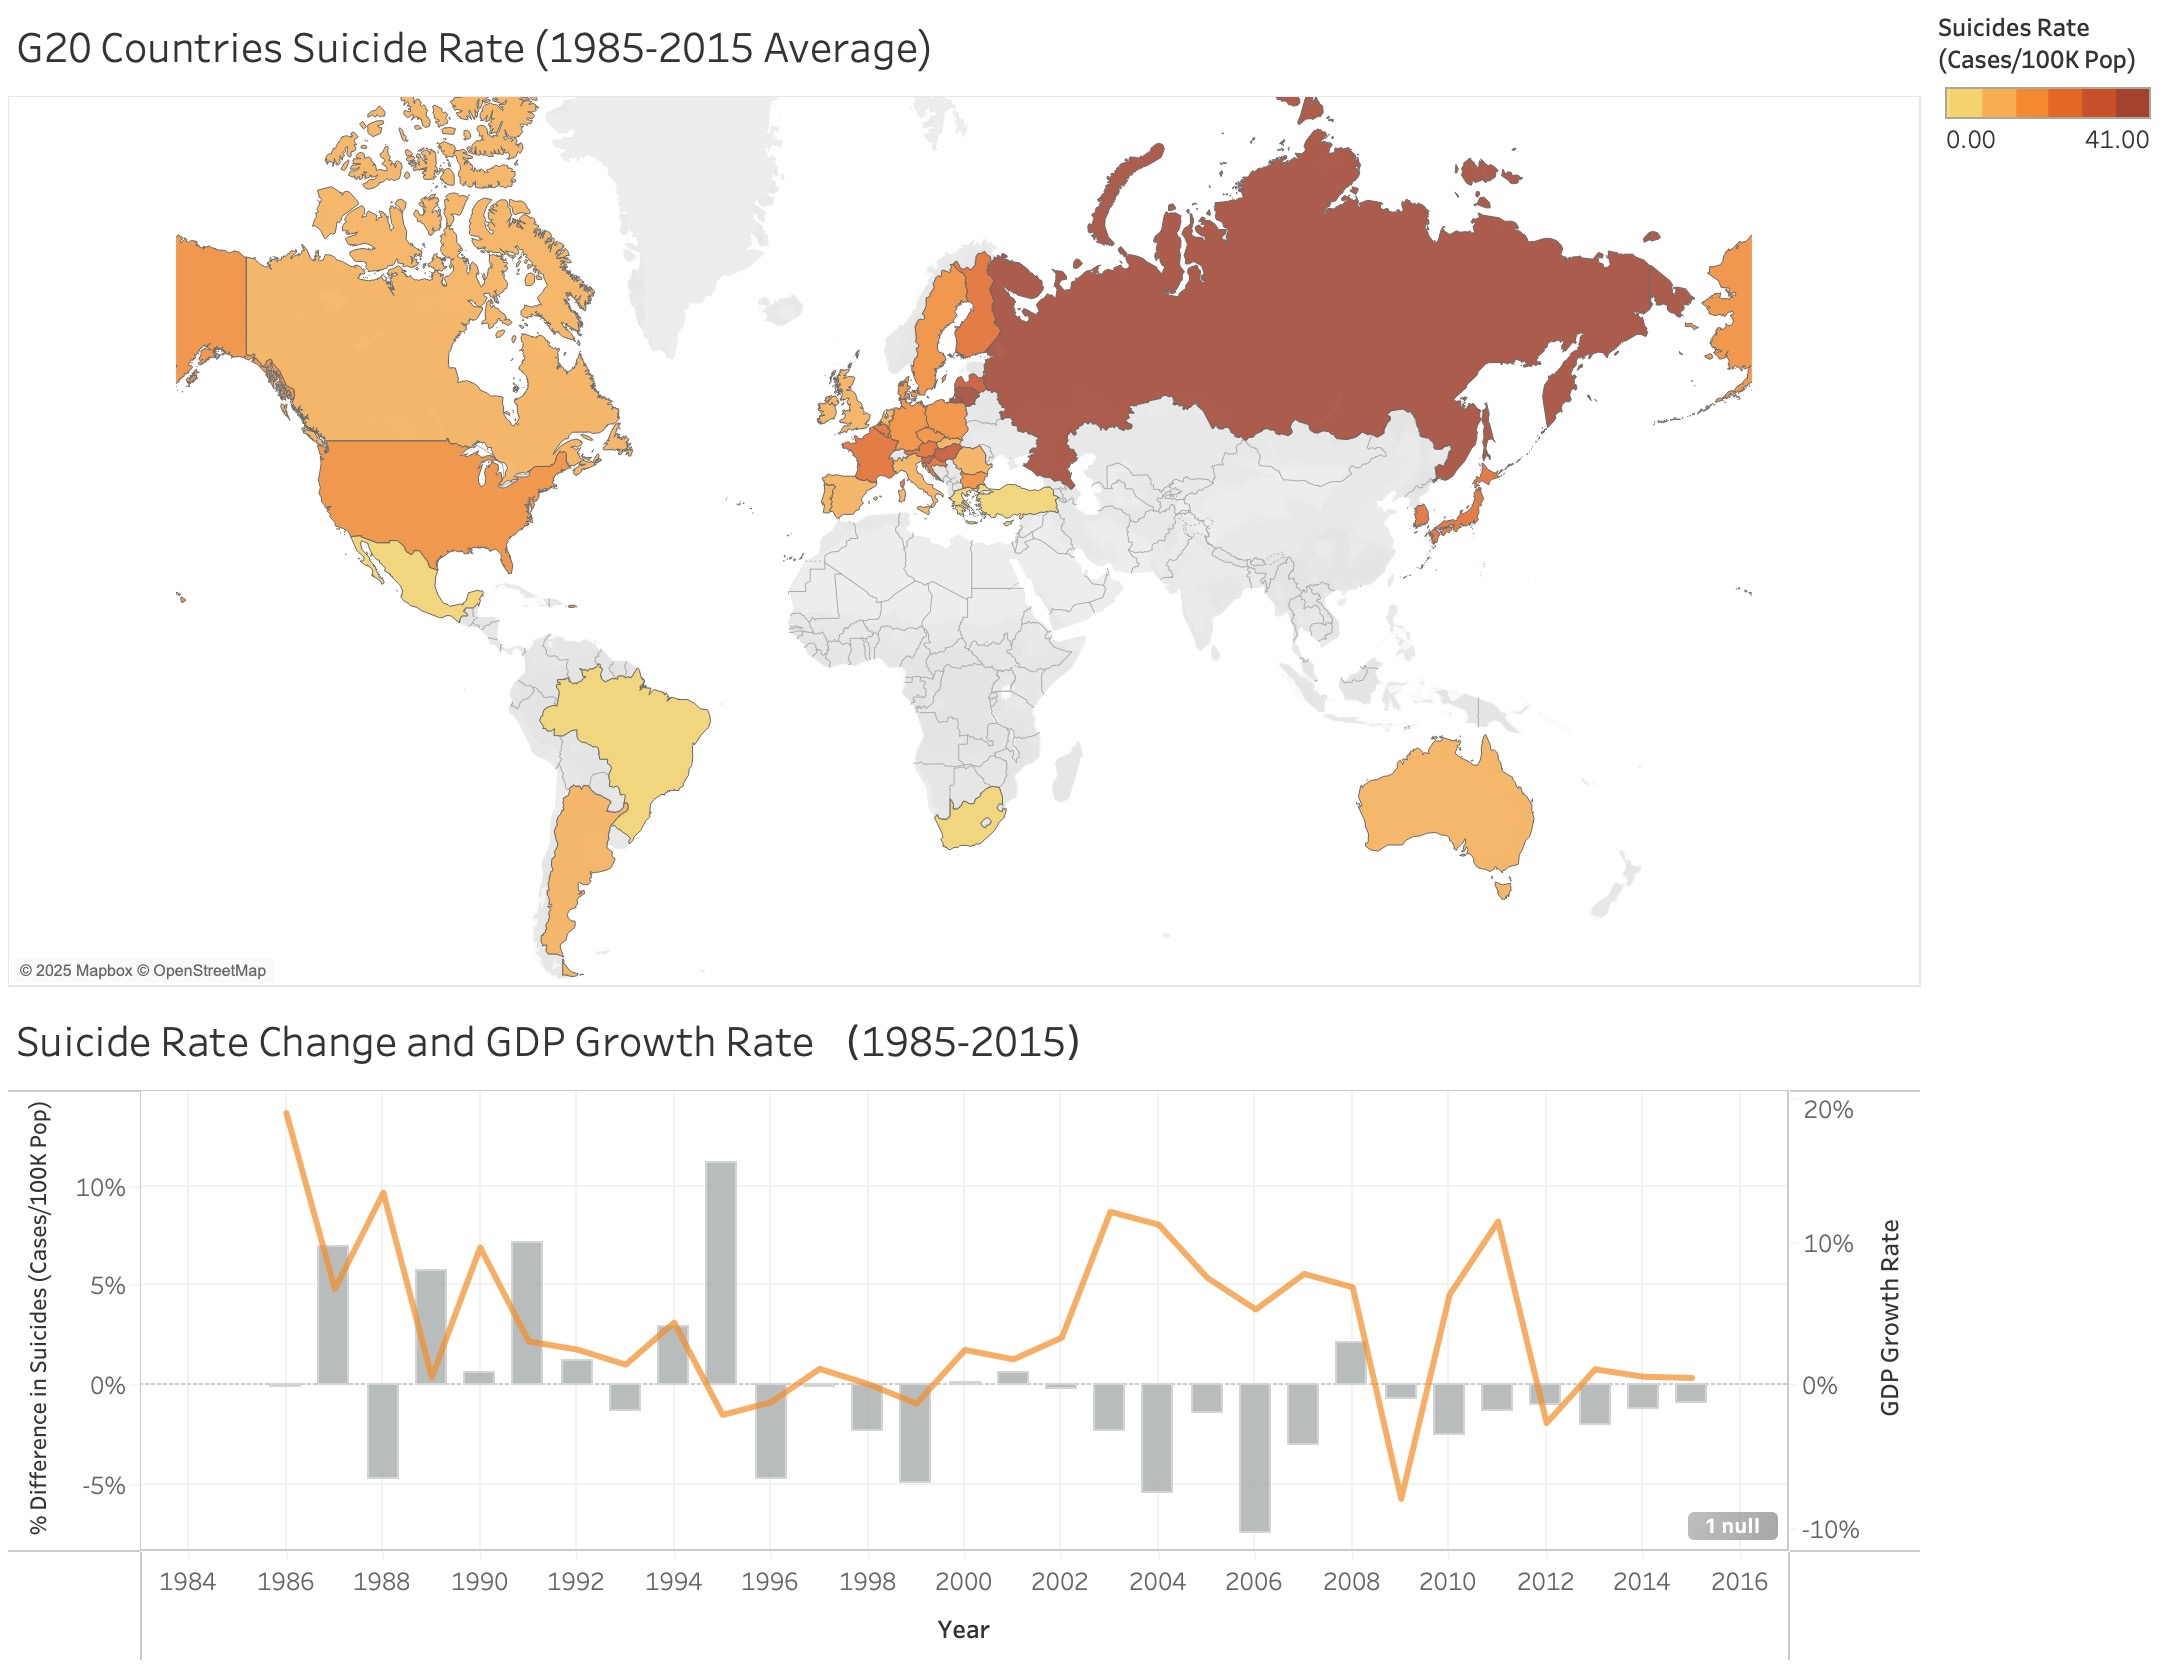 G20 Countries Suicide Rate (1985-2015 Average)
Suicides Rate
(Cases/100K Pop)
0.00 41.00
© 2025 Mapbox © OpenStreetMap
Suicide Rate Change and GDP Growth Rate (1985-2015)
% Difference in Suicides (Cases/100K Pop)
10%
5%
0%
-5%
20%
10%
0%
-10%
GDP Growth Rate
1 null
1984 1986 1988 1990 1992 1994 1996 1998 2000 2002 2004 2006 2008 2010 2012 2014 2016
Year